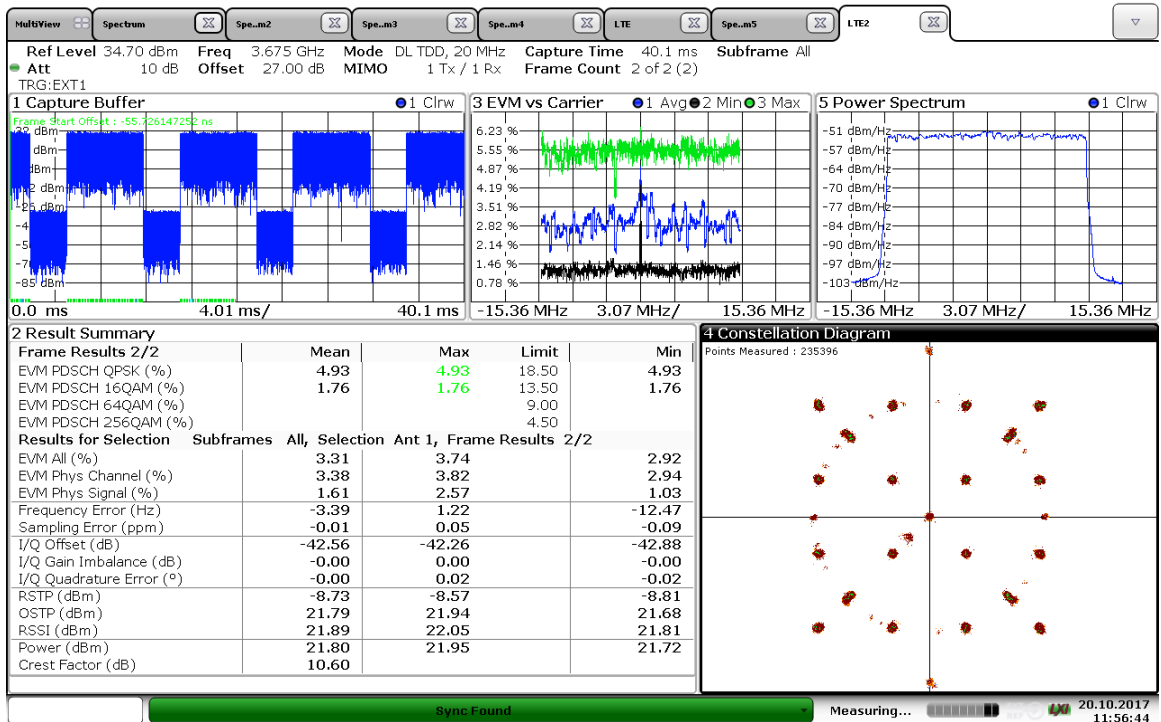 MultiView Spectrum Spe..m2 Spe..m3 Spe..m4 LTE Spe..m5 LTE2
Ref Level 34.70 dBm Freq 3.675 GHz Mode DL TDD, 20 MHz Capture Time 40.1 ms Subframe All
Att 10 dB Offset 27.00 dB MIMO 1 Tx / 1 Rx Frame Count 2 of 2 (2)
TRG:EXT1
1 Capture Buffer 1 Clrw
Frame Start Offset : -55.726147252 ns
dBm
dBm
dBm
-25 dBm
-85 dBm
0.0 ms 4.01 ms/ 40.1 ms
3 EVM vs Carrier 1 Avg 2 Min 3 Max
6.23 %
5.55 %
4.87 %
4.19 %
3.51 %
2.82 %
2.14 %
1.46 %
0.78 %
-15.36 MHz 3.07 MHz/ 15.36 MHz
5 Power Spectrum 1 Clrw
-51 dBm/Hz
-57 dBm/Hz
-64 dBm/Hz
-70 dBm/Hz
-77 dBm/Hz
-84 dBm/Hz
-90 dBm/Hz
-97 dBm/Hz
-103 dBm/Hz
-15.36 MHz 3.07 MHz/ 15.36 MHz
2 Result Summary
Frame Results 2/2 Mean Max Limit Min
EVM PDSCH QPSK (%) 4.93 4.93 18.50 4.93
EVM PDSCH 16QAM (%) 1.76 1.76 13.50 1.76
EVM PDSCH 64QAM (%) 9.00
EVM PDSCH 256QAM (%) 4.50
Results for Selection Subframes All, Selection Ant 1, Frame Results 2/2
EVM All (%) 3.31 3.74 2.92
EVM Phys Channel (%) 3.38 3.82 2.94
EVM Phys Signal (%) 1.61 2.57 1.03
Frequency Error (Hz) -3.39 1.22 -12.47
Sampling Error (ppm) -0.01 0.05 -0.09
I/Q Offset (dB) -42.56 -42.26 -42.88
I/Q Gain Imbalance (dB) -0.00 0.00 -0.00
I/Q Quadrature Error (°) -0.00 0.02 -0.02
RSTP (dBm) -8.73 -8.57 -8.81
OSTP (dBm) 21.79 21.94 21.68
RSSI (dBm) 21.89 22.05 21.81
Power (dBm) 21.80 21.95 21.72
Crest Factor (dB) 10.60
4 Constellation Diagram
Points Measured : 235396
Sync Found
Measuring...
REF
LXI
20.10.2017
11:56:44